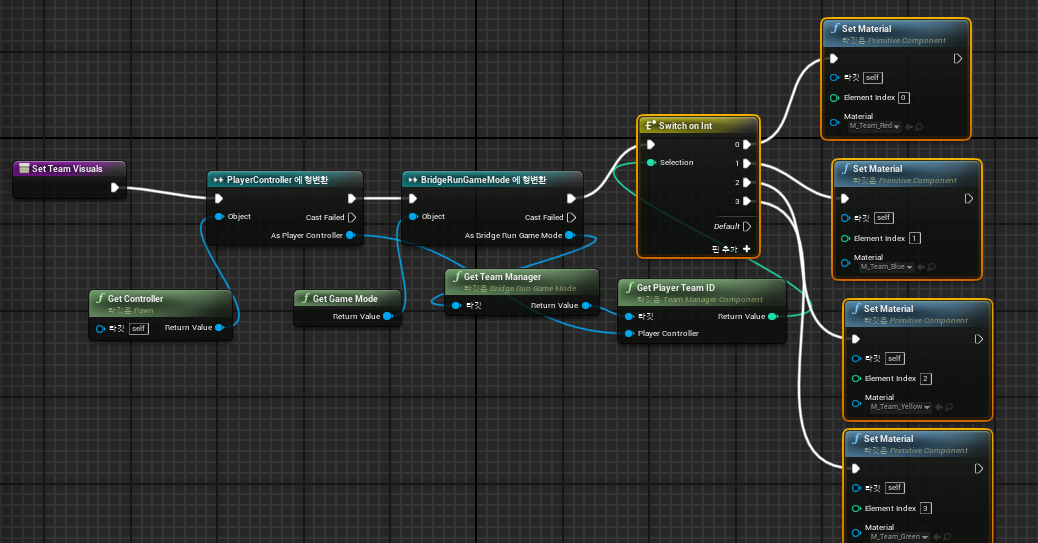 Set Team Visuals
PlayerController 에 형변환
Object
Cast Failed
As Player Controller
BridgeRunGameMode 에 형변환
Object
Cast Failed
As Bridge Run Game Mode
Get Controller
타깃은 Pawn
타깃 self
Return Value
Get Game Mode
Return Value
Get Team Manager
타깃은 Bridge Run Game Mode
타깃
Return Value
Get Player Team ID
타깃은 Team Manager Component
타깃
Return Value
Player Controller
Switch on Int
Selection
0
1
2
3
Default
핀 추가
Set Material
타깃은 Primitive Component
타깃 self
Element Index 0
Material
M_Team_Red
Set Material
타깃은 Primitive Component
타깃 self
Element Index 1
Material
M_Team_Blue
Set Material
타깃은 Primitive Component
타깃 self
Element Index 2
Material
M_Team_Yellow
Set Material
타깃은 Primitive Component
타깃 self
Element Index 3
Material
M_Team_Green